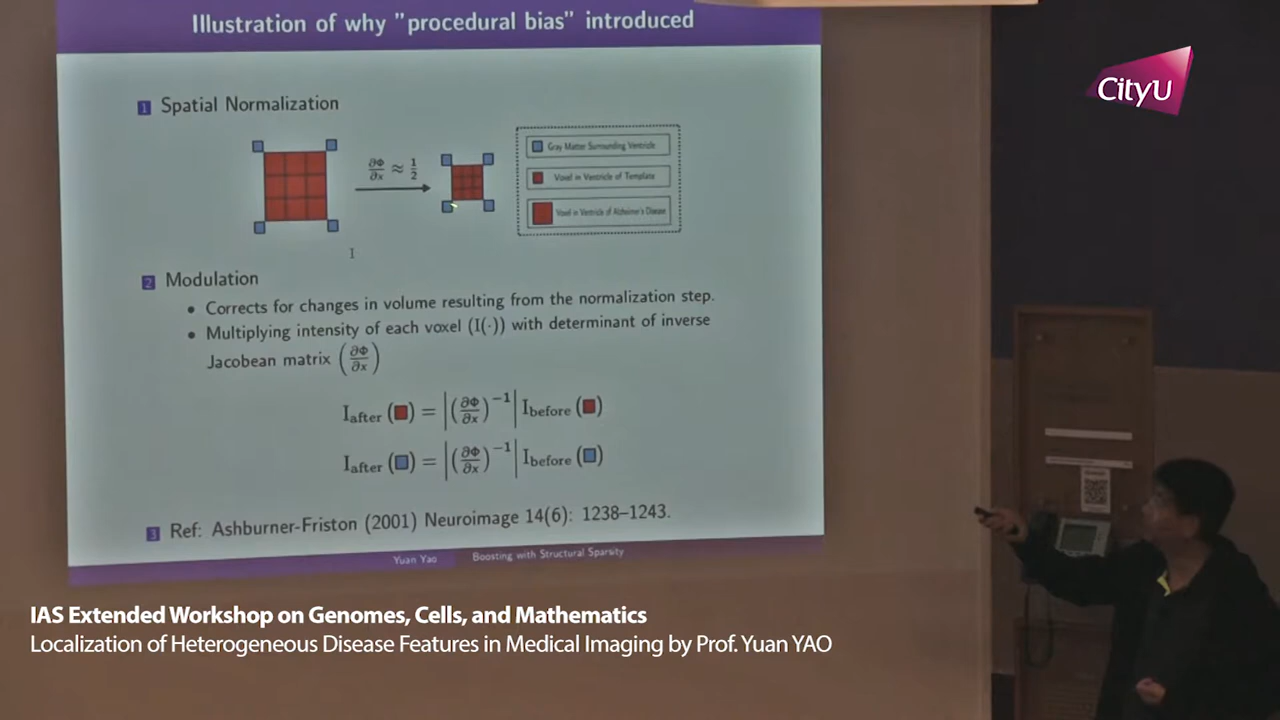 Illustration of why "procedural bias" introduced
CityU
1 Spatial Normalization
∂Φ/∂x ≈ 1/2
Gray Matter Surrounding Ventricle
Voxel in Ventricle of Template
Voxel in Ventricle of Alzheimer's Disease
2 Modulation
• Corrects for changes in volume resulting from the normalization step.
• Multiplying intensity of each voxel (I(·)) with determinant of inverse
Jacobean matrix (∂Φ/∂x)
I_after (■) = |(∂Φ/∂x)^−1| I_before (■)
I_after (■) = |(∂Φ/∂x)^−1| I_before (■)
3 Ref: Ashburner-Friston (2001) Neuroimage 14(6): 1238–1243.
Yuan Yao Boosting with Structural Sparsity
IAS Extended Workshop on Genomes, Cells, and Mathematics
Localization of Heterogeneous Disease Features in Medical Imaging by Prof. Yuan YAO